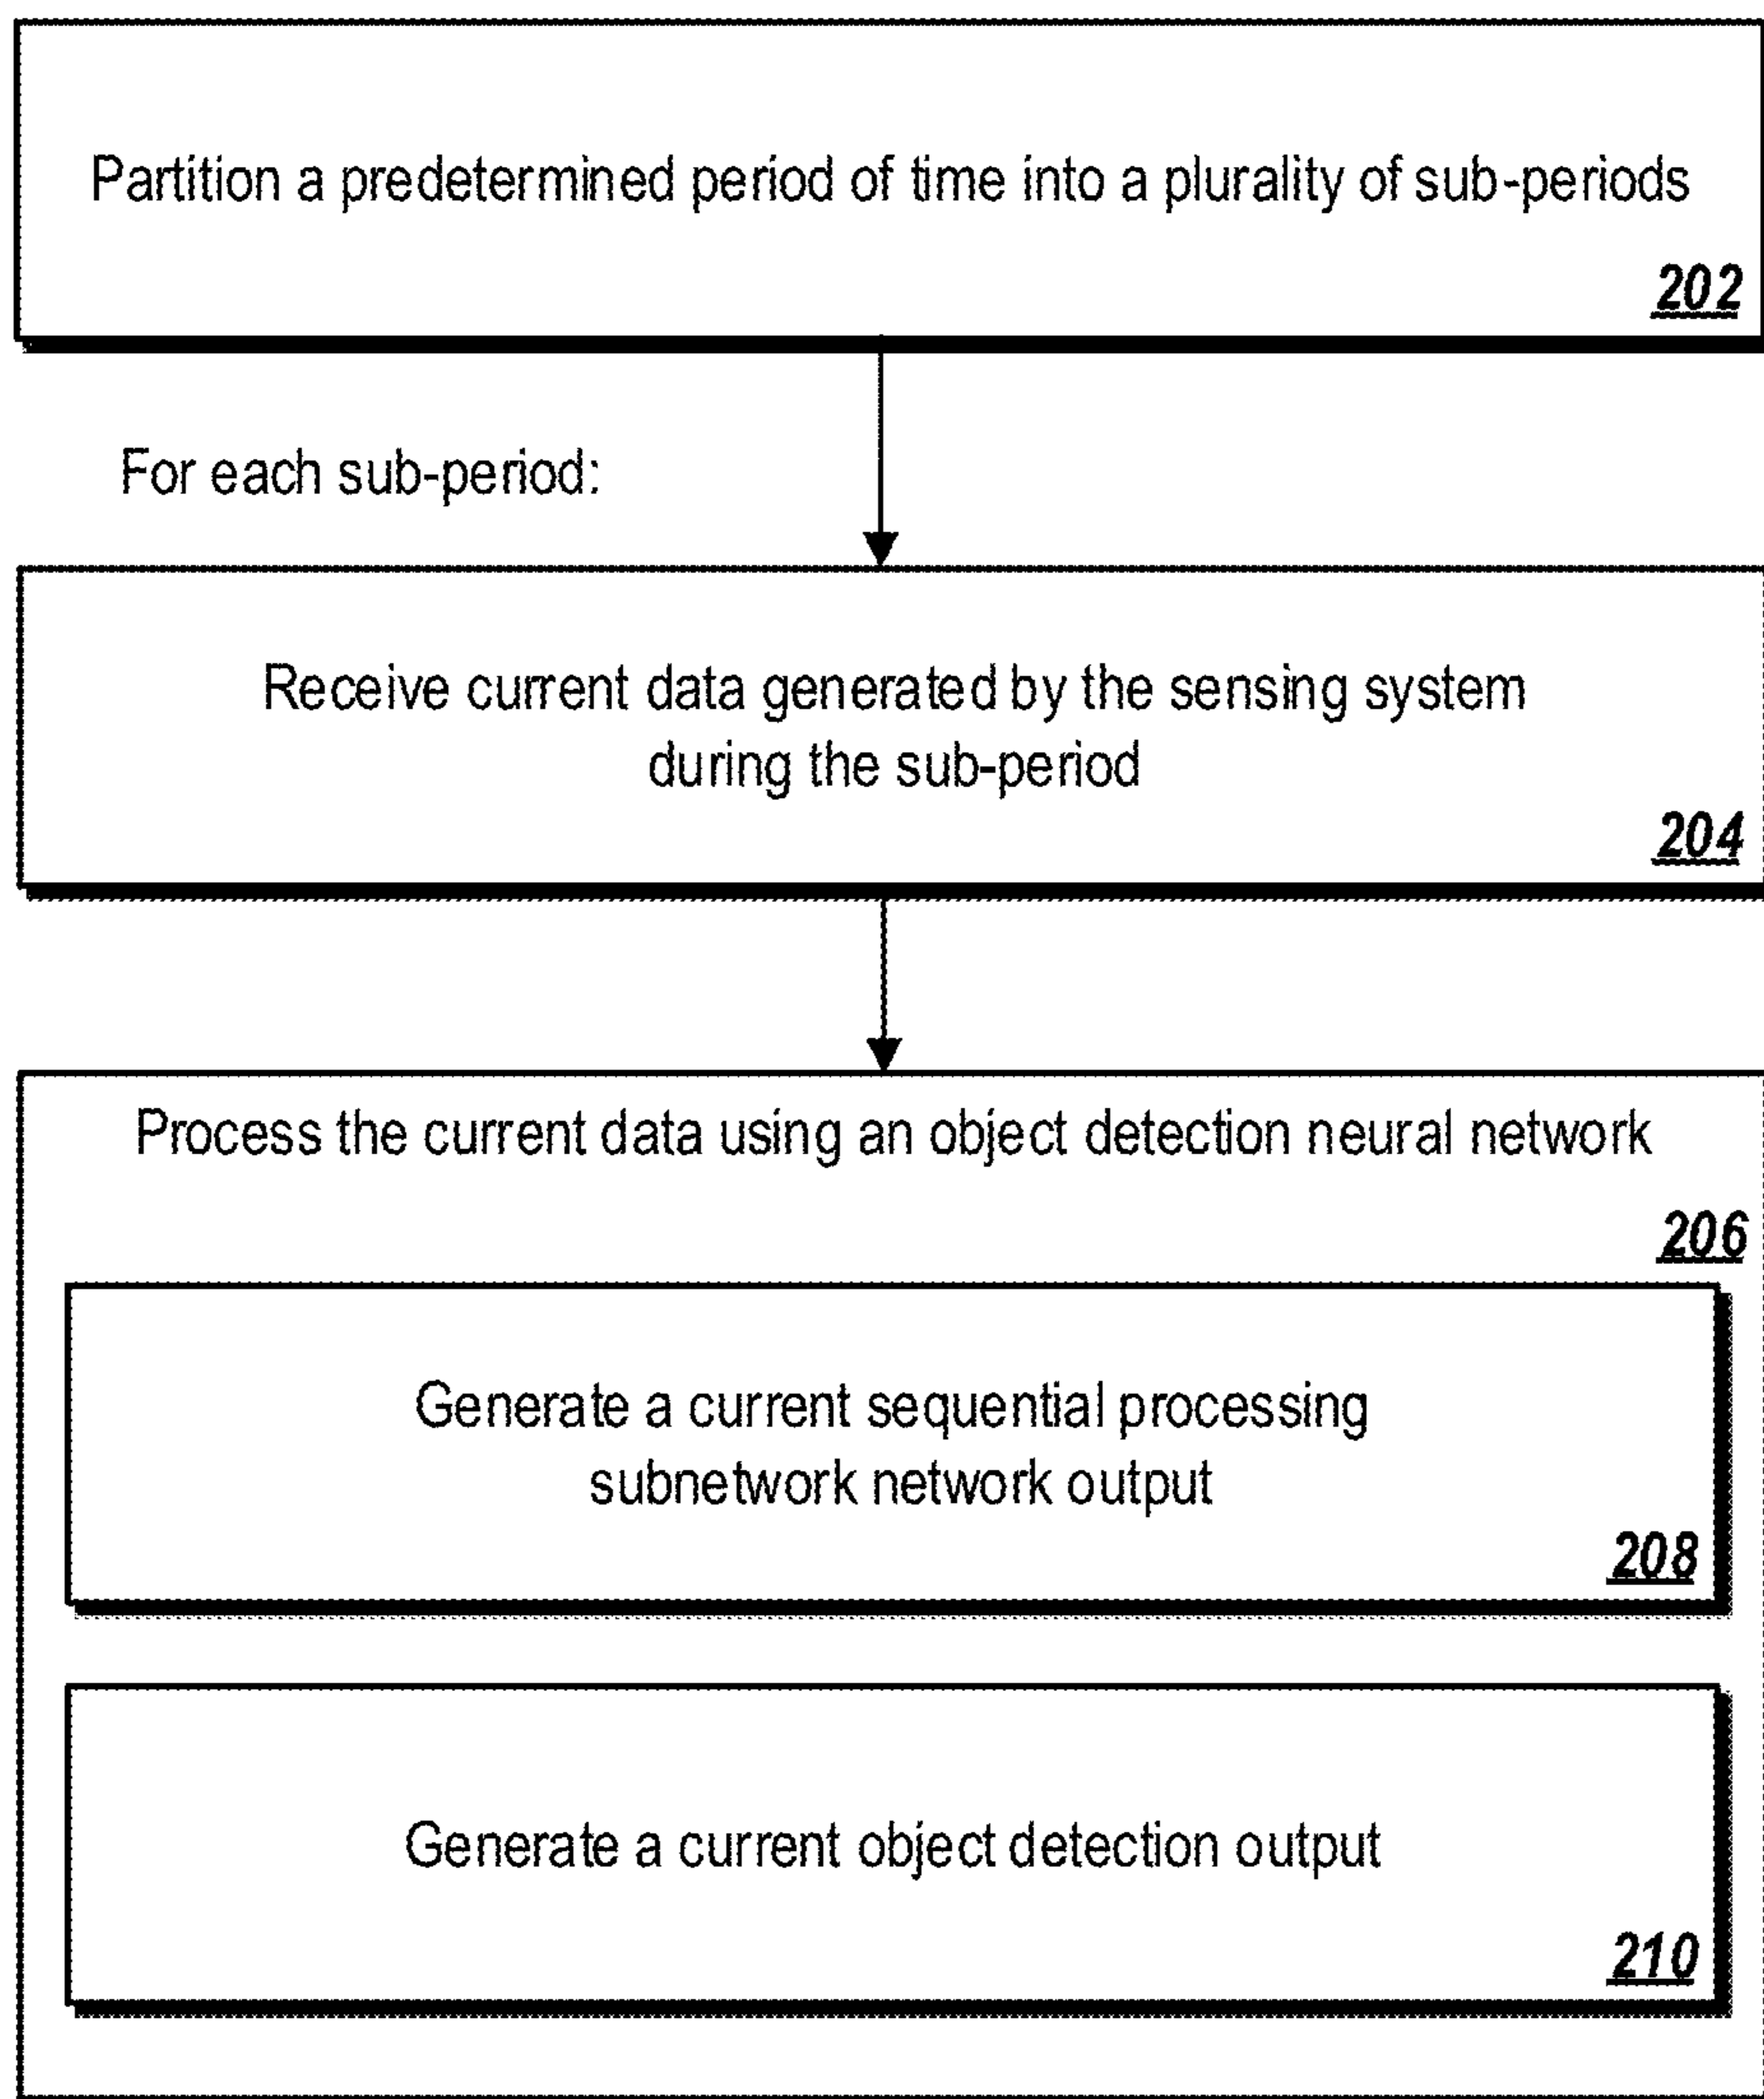 Partition a predetermined period of time into a plurality of sub-periods
202
For each sub-period:
Receive current data generated by the sensing system
during the sub-period
204
Process the current data using an object detection neural network
206
Generate a current sequential processing
subnetwork network output
208
Generate a current object detection output
210